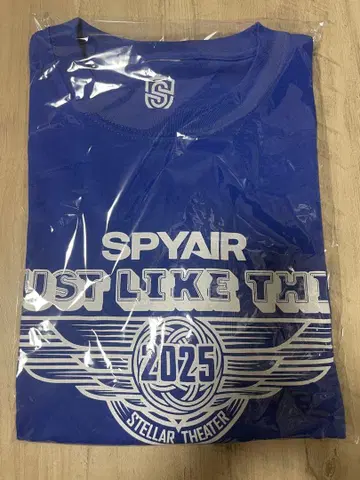 S
SPYAIR
UST LIKE THI
2025
STELLAR THEATER